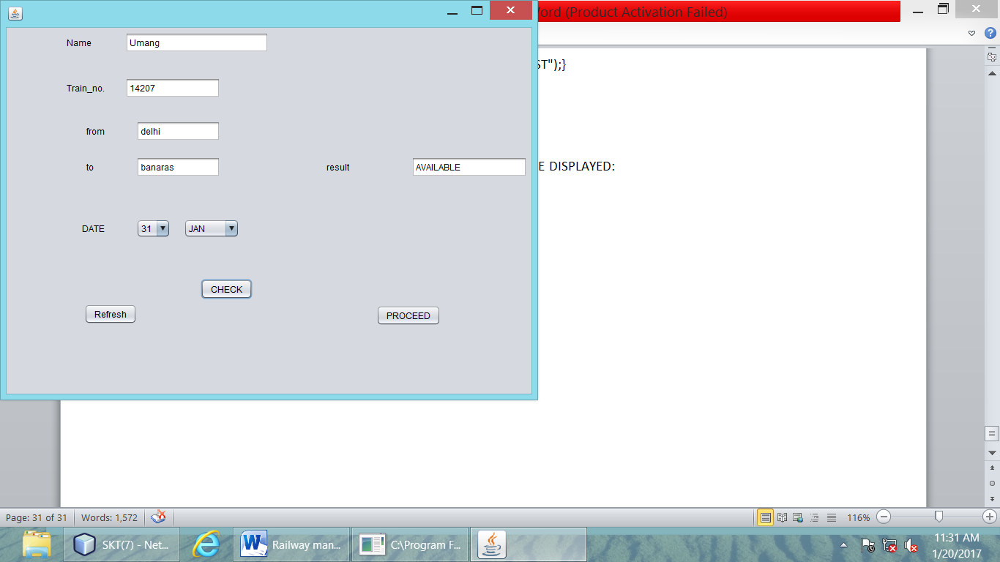 Word (Product Activation Failed)
Name
Umang
ST");}
Train_no.
14207
from
delhi
to
banaras
result
AVAILABLE
E DISPLAYED:
DATE
31
JAN
CHECK
Refresh
PROCEED
Page: 31 of 31
Words: 1,572
116%
SKT(7) - Net...
Railway man...
C:\Program F...
11:31 AM
1/20/2017